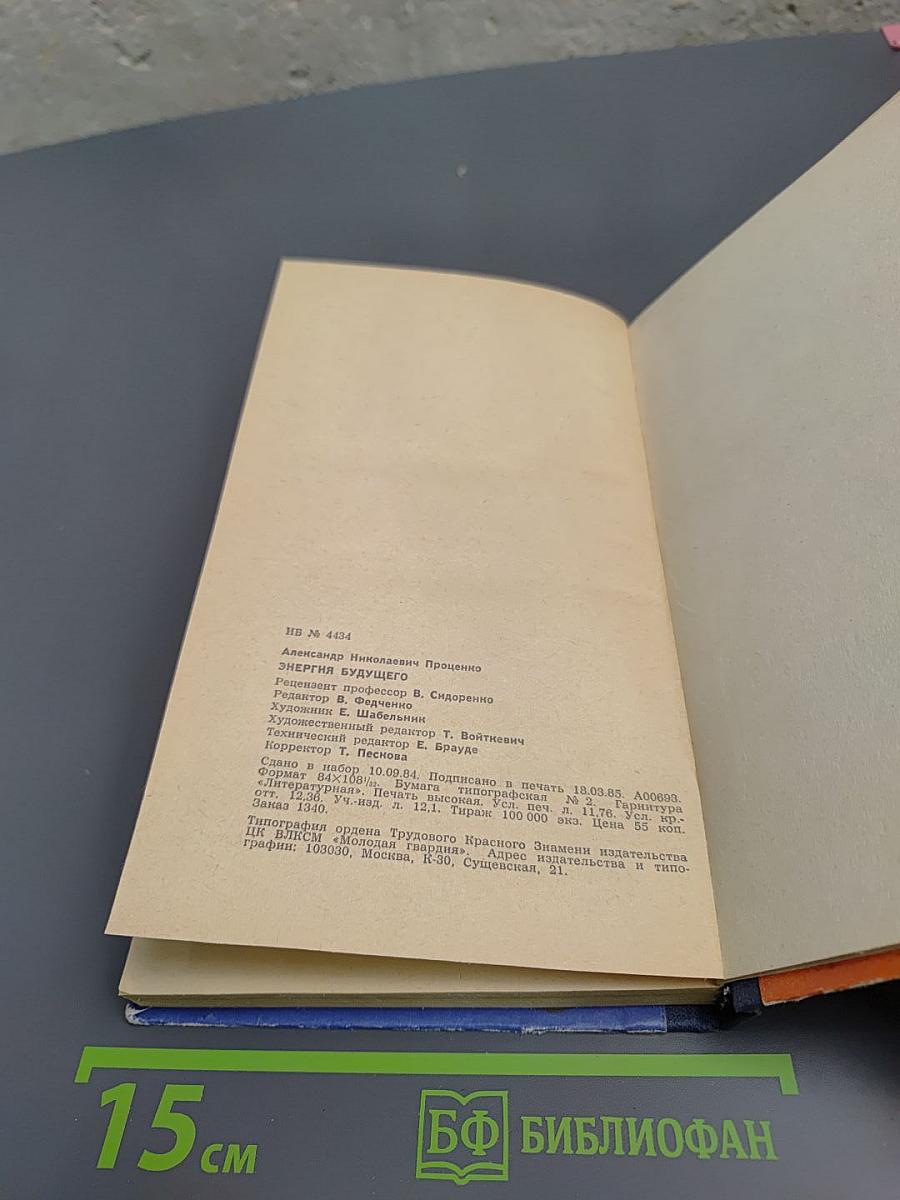 ИБ № 4434
Александр Николаевич Проценко
ЭНЕРГИЯ БУДУЩЕГО
Рецензент профессор В. Сидоренко
Редактор В. Федченко
Художник Е. Шабельник
Художественный редактор Т. Войткевич
Технический редактор Е. Брауде
Корректор Т. Пескова
Сдано в набор 10.09.84. Подписано в печать 18.03.85. А00693.
Формат 84×108¹/₃₂. Бумага типографская № 2. Гарнитура
«Литературная». Печать высокая. Усл. печ. л. 11,76. Усл. кр.-
отт. 12,36. Уч.-изд. л. 12,1. Тираж 100 000 экз. Цена 55 коп.
Заказ 1340.
Типография ордена Трудового Красного Знамени издательства
ЦК ВЛКСМ «Молодая гвардия». Адрес издательства и типо-
графии: 103030, Москва, К-30, Сущевская, 21.
15 см
БФ БИБЛИОФАН